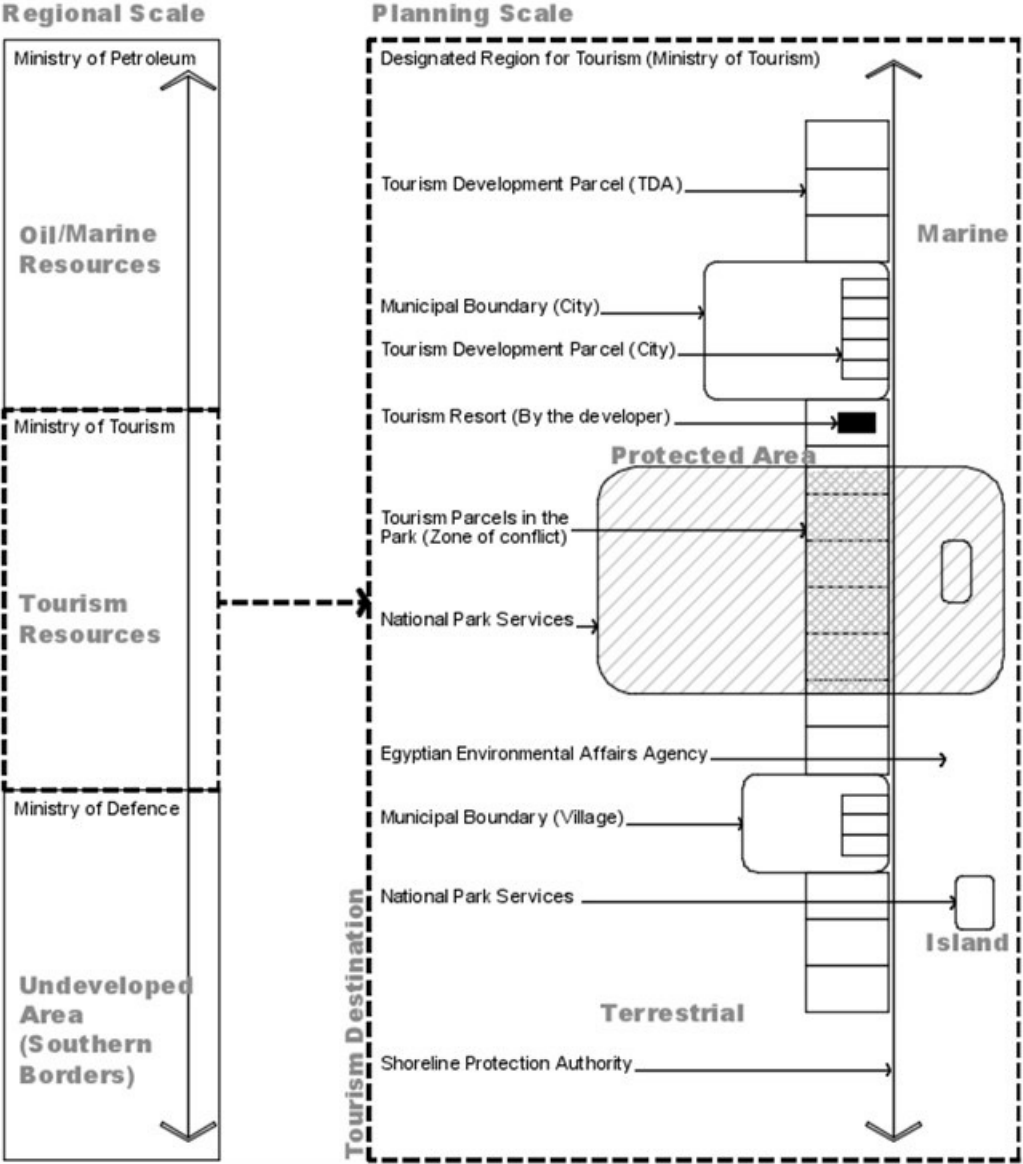 Regional Scale
Planning Scale
Ministry of Petroleum
Oil/Marine
Resources
Ministry of Tourism
Tourism
Resources
Ministry of Defence
Undeveloped
Area
(Southern
Borders)
Designated Region for Tourism (Ministry of Tourism)
Tourism Development Parcel (TDA)
Marine
Municipal Boundary (City)
Tourism Development Parcel (City)
Tourism Resort (By the developer)
Protected Area
Tourism Parcels in the
Park (Zone of conflict)
National Park Services
Egyptian Environmental Affairs Agency
Municipal Boundary (Village)
National Park Services
Island
Terrestrial
Shoreline Protection Authority
Tourism Destination